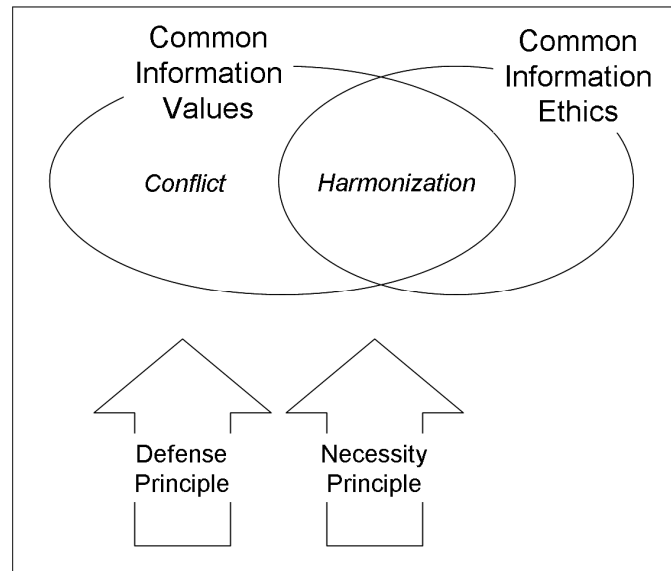 Common
Information
Values
Common
Information
Ethics
Conflict
Harmonization
Defense
Principle
Necessity
Principle